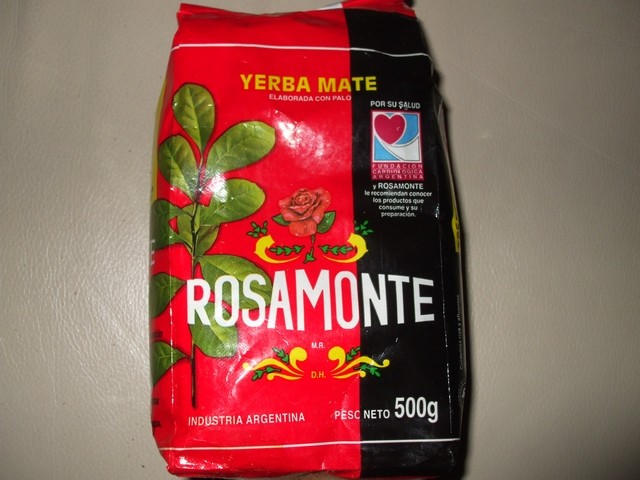 YERBA MATE
ELABORADA CON PALO
POR SU SALUD
FUNDACION
CARDIOLOGICA
ARGENTINA
y ROSAMONTE
le recomiendan conocer
los productos que
consume y su
preparación.
ROSAMONTE
M.R.
D.H.
INDUSTRIA ARGENTINA
PESO NETO 500g